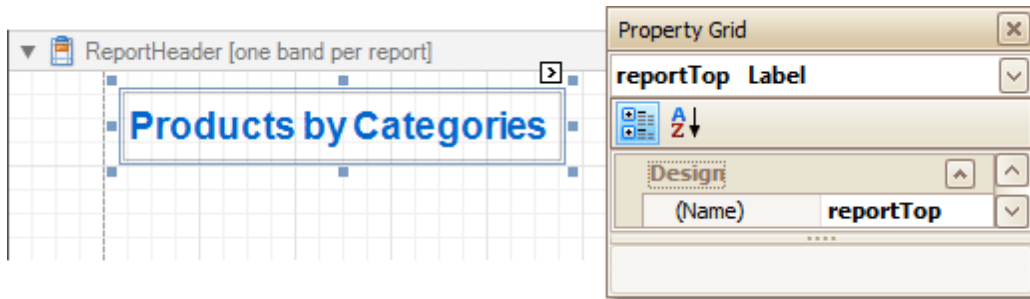 ReportHeader [one band per report]
Products by Categories
Property Grid
reportTop Label
A
Z
Design
(Name) reportTop